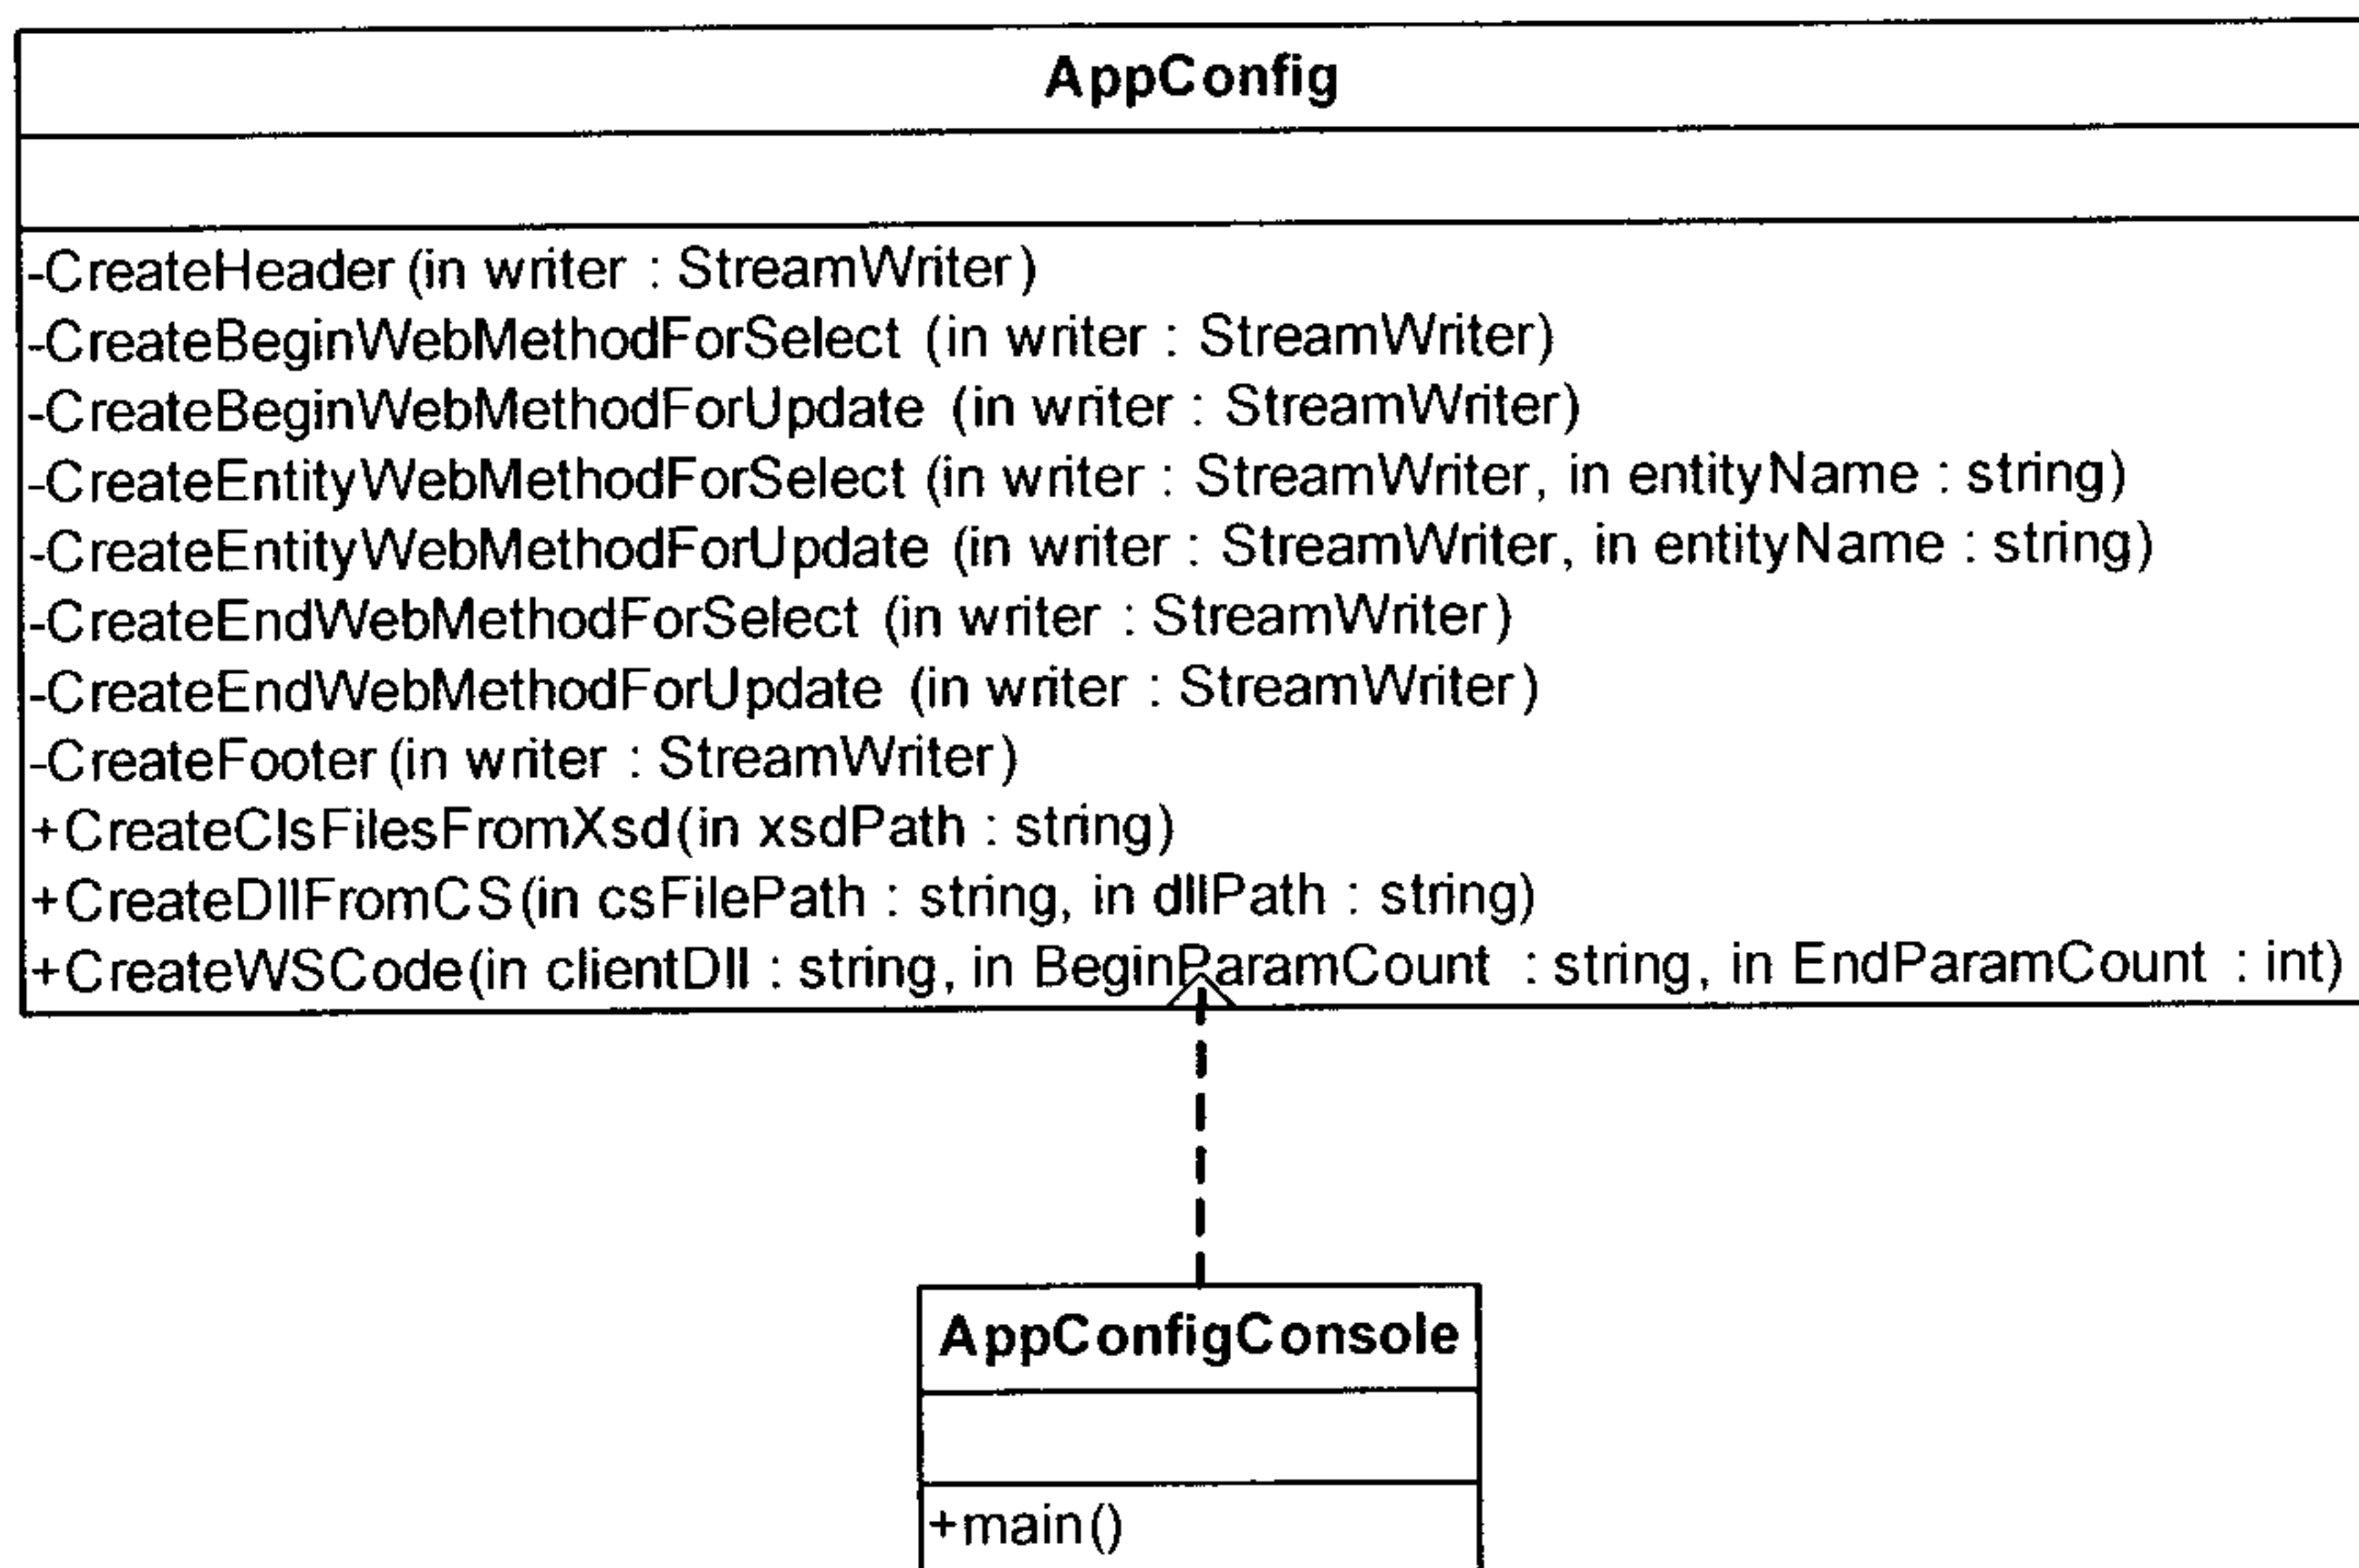 AppConfig
-CreateHeader (in writer : StreamWriter)
-CreateBeginWebMethodForSelect (in writer : StreamWriter)
-CreateBeginWebMethodForUpdate (in writer : StreamWriter)
-CreateEntityWebMethodForSelect (in writer : StreamWriter, in entityName : string)
-CreateEntityWebMethodForUpdate (in writer : StreamWriter, in entityName : string)
-CreateEndWebMethodForSelect (in writer : StreamWriter)
-CreateEndWebMethodForUpdate (in writer : StreamWriter)
-CreateFooter (in writer : StreamWriter)
+CreateClsFilesFromXsd(in xsdPath : string)
+CreateDllFromCS(in csFilePath : string, in dllPath : string)
+CreateWSCode(in clientDll : string, in BeginParamCount : string, in EndParamCount : int)
AppConfigConsole
+main()